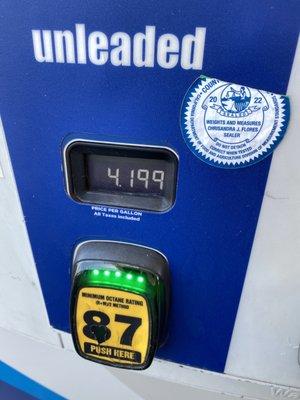 unleaded
20 22
WEIGHTS AND MEASURES
CHRISANDRA J. FLORES
SEALER
4.199
PRICE PER GALLON
All Taxes Included
MINIMUM OCTANE RATING
(R+M)/2 METHOD
87
PUSH HERE